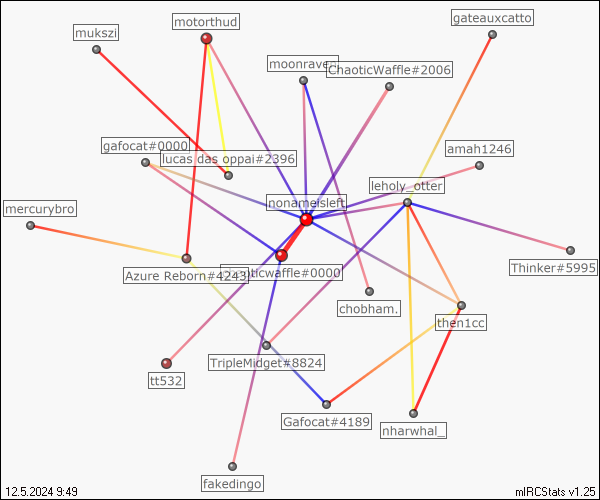 gateauxcatto
motorthud
mukszi
moonraven
ChaoticWaffle#2006
gafocat#0000
amah1246
lucas das oppai#2396
leholy_otter
nonameisleft
mercurybro
Thinker#5995
Azure Reborn#4243
chaoticwaffle#0000
chobham.
then1cc
TripleMidget#8824
tt532
Gafocat#4189
nharwhal_
fakedingo
12.5.2024 9:49
mIRCStats v1.25